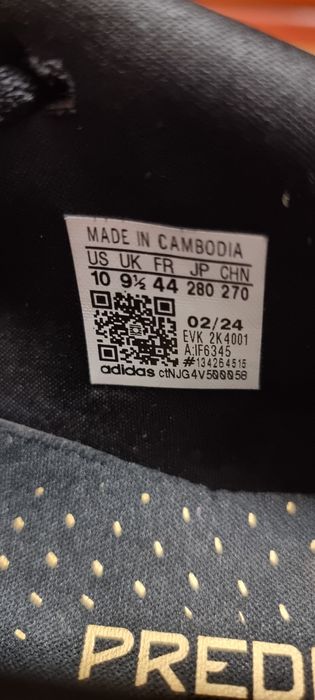 MADE IN CAMBODIA
US UK FR JP CHN
10 9½ 44 280 270
02/24
EVK 2K4001
A:IF6345
#134264515
adidas ctNJG4V500058
PRED